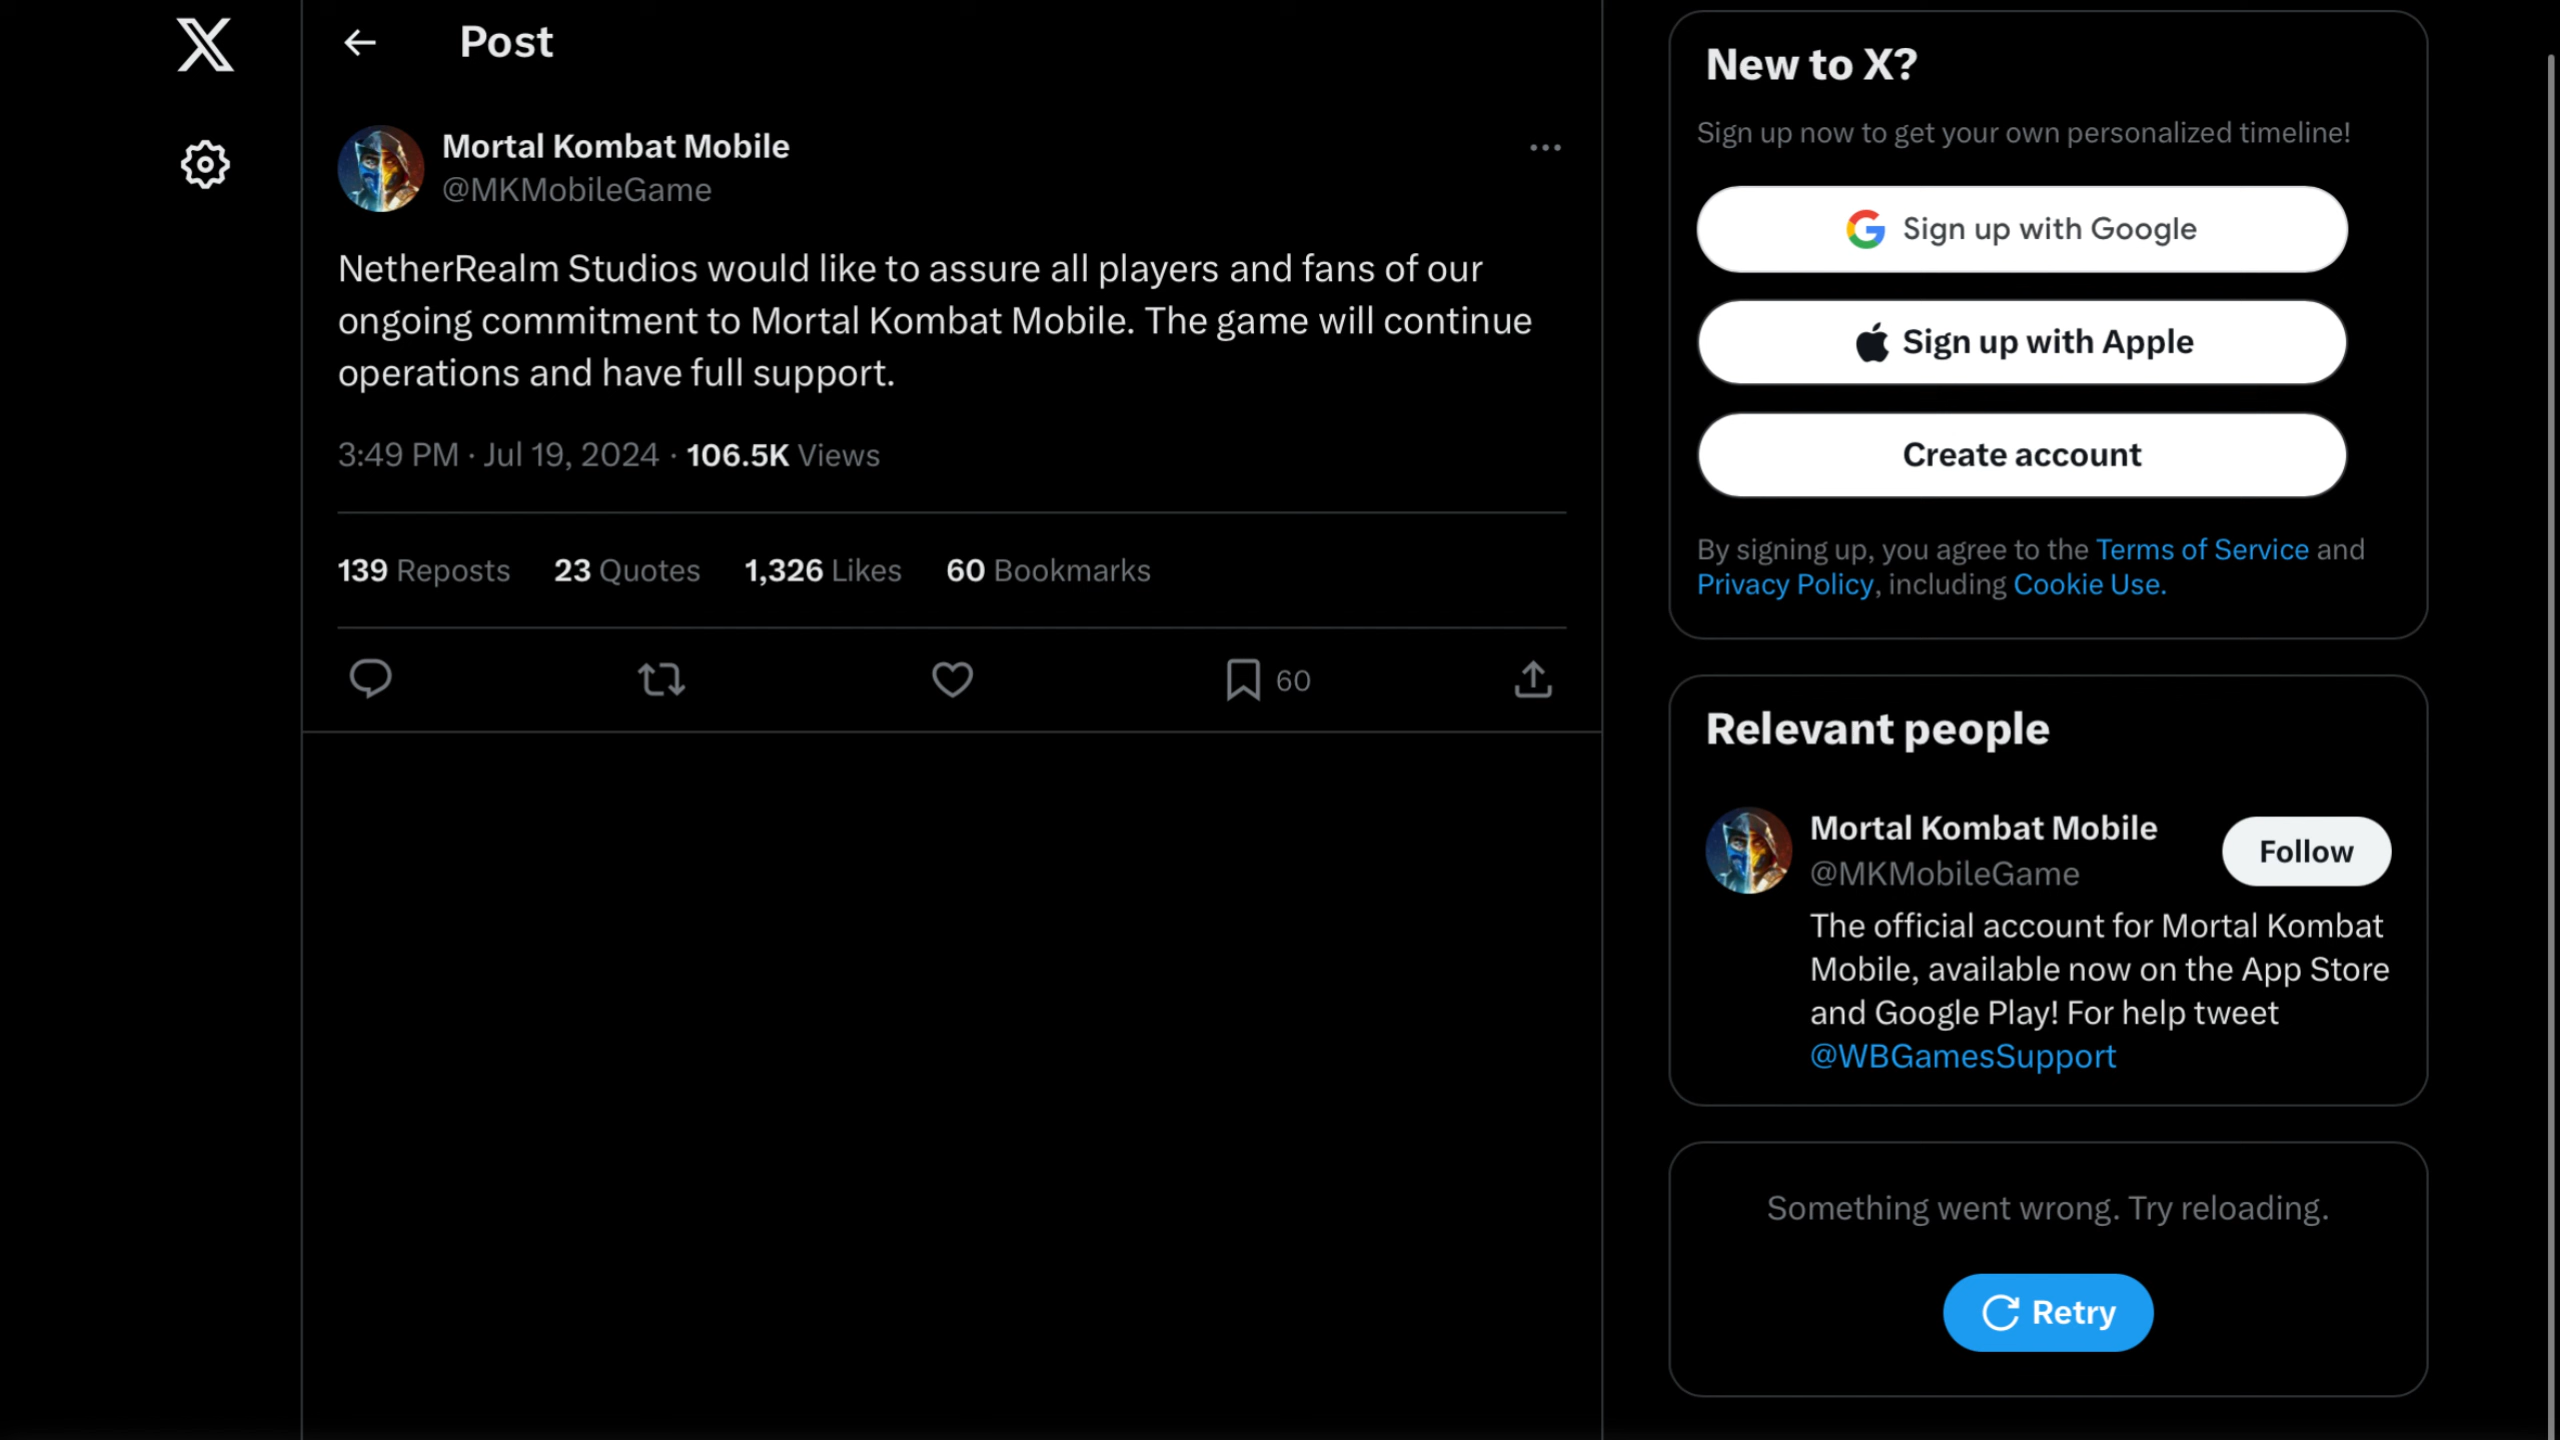 Post
Mortal Kombat Mobile
@MKMobileGame
NetherRealm Studios would like to assure all players and fans of our
ongoing commitment to Mortal Kombat Mobile. The game will continue
operations and have full support.
3:49 PM · Jul 19, 2024 · 106.5K Views
139 Reposts 23 Quotes 1,326 Likes 60 Bookmarks
60
New to X?
Sign up now to get your own personalized timeline!
Sign up with Google
Sign up with Apple
Create account
By signing up, you agree to the Terms of Service and
Privacy Policy, including Cookie Use.
Relevant people
Mortal Kombat Mobile
@MKMobileGame
Follow
The official account for Mortal Kombat
Mobile, available now on the App Store
and Google Play! For help tweet
@WBGamesSupport
Something went wrong. Try reloading.
Retry